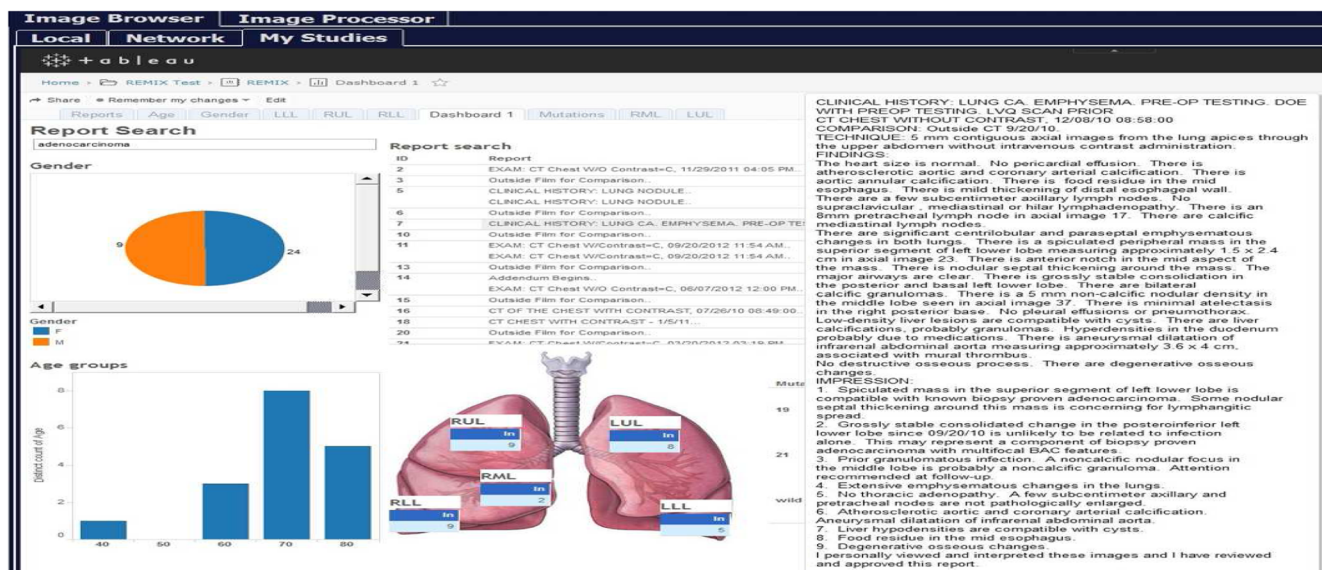 Image Browser
Image Processor
Local
Network
My Studies
+ableau
Home
REMIX Test
REMIX
Dashboard 1
Share
Remember my changes
Edit
Reports
Age
Gender
LLL
RUL
RLL
Dashboard 1
Mutations
RML
LUL
Report Search
adenocarcinoma
Gender
9
24
Gender
F
M
Report search
ID Report
2 EXAM: CT Chest W/O Contrast=C, 11/29/2011 04:05 PM..
3 Outside Film for Comparison..
5 CLINICAL HISTORY: LUNG NODULE..
CLINICAL HISTORY: LUNG NODULE..
6 Outside Film for Comparison..
7 CLINICAL HISTORY: LUNG CA. EMPHYSEMA. PRE-OP TES
10 Outside Film for Comparison..
11 EXAM: CT Chest W/Contrast=C, 09/20/2012 11:54 AM..
EXAM: CT Chest W/Contrast=C, 09/20/2012 11:54 AM..
13 Outside Film for Comparison..
14 Addendum Begins..
EXAM: CT Chest W/O Contrast=C, 06/07/2012 12:00 PM..
15 Outside Film for Comparison..
16 CT OF THE CHEST WITH CONTRAST, 07/26/10 08:49:00..
18 CT CHEST WITH CONTRAST - 1/5/11..
20 Outside Film for Comparison..
Age groups
Distinct count of Age
8
6
4
2
0
40 50 60 70 80
RUL
In
9
LUL
In
8
RML
In
2
RLL
In
9
LLL
In
5
Muta
19
21
wild
CLINICAL HISTORY: LUNG CA. EMPHYSEMA. PRE-OP TESTING. DOE
WITH PREOP TESTING. LVQ SCAN PRIOR
CT CHEST WITHOUT CONTRAST, 12/08/10 08:58:00
COMPARISON: Outside CT 9/20/10.
TECHNIQUE: 5 mm contiguous axial images from the lung apices through
the upper abdomen without intravenous contrast administration.
FINDINGS:
The heart size is normal. No pericardial effusion. There is
atherosclerotic aortic and coronary arterial calcification. There is
aortic annular calcification. There is food residue in the mid
esophagus. There is mild thickening of distal esophageal wall.
There are a few subcentimeter axillary lymph nodes. No
supraclavicular , mediastinal or hilar lymphadenopathy. There is an
8mm pretracheal lymph node in axial image 17. There are calcific
mediastinal lymph nodes.
There are significant centrilobular and paraseptal emphysematous
changes in both lungs. There is a spiculated peripheral mass in the
superior segment of left lower lobe measuring approximately 1.5 x 2.4
cm in axial image 23. There is anterior notch in the mid aspect of
the mass. There is nodular septal thickening around the mass. The
major airways are clear. There is grossly stable consolidation in
the posterior and basal left lower lobe. There are bilateral
calcific granulomas. There is a 5 mm non-calcific nodular density in
the middle lobe seen in axial image 37. There is minimal atelectasis
in the right posterior base. No pleural effusions or pneumothorax.
Low-density liver lesions are compatible with cysts. There are liver
calcifications, probably granulomas. Hyperdensities in the duodenum
probably due to medications. There is aneurysmal dilatation of
infrarenal abdominal aorta measuring approximately 3.6 x 4 cm,
associated with mural thrombus.
No destructive osseous process. There are degenerative osseous
changes.
IMPRESSION:
1. Spiculated mass in the superior segment of left lower lobe is
compatible with known biopsy proven adenocarcinoma. Some nodular
septal thickening around this mass is concerning for lymphangitic
spread.
2. Grossly stable consolidated change in the posteroinferior left
lower lobe since 09/20/10 is unlikely to be related to infection
alone. This may represent a component of biopsy proven
adenocarcinoma with multifocal BAC features.
3. Prior granulomatous infection. A noncalcific nodular focus in
the middle lobe is probably a noncalcific granuloma. Attention
recommended at follow-up.
4. Extensive emphysematous changes in the lungs.
5. No thoracic adenopathy. A few subcentimeter axillary and
pretracheal nodes are not pathologically enlarged.
6. Atherosclerotic aortic and coronary arterial calcification.
Aneurysmal dilatation of infrarenal abdominal aorta.
7. Liver hypodensities are compatible with cysts.
8. Food residue in the mid esophagus.
9. Degenerative osseous changes.
I personally viewed and interpreted these images and I have reviewed
and approved this report.